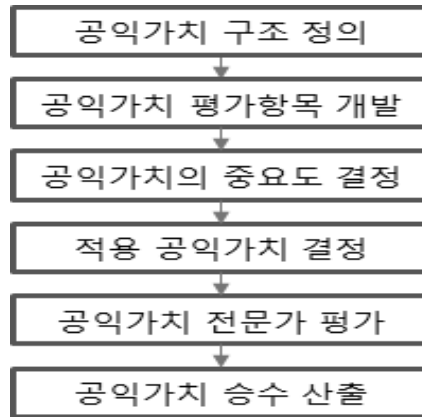 공익가치 구조 정의
공익가치 평가항목 개발
공익가치의 중요도 결정
적용 공익가치 결정
공익가치 전문가 평가
공익가치 승수 산출